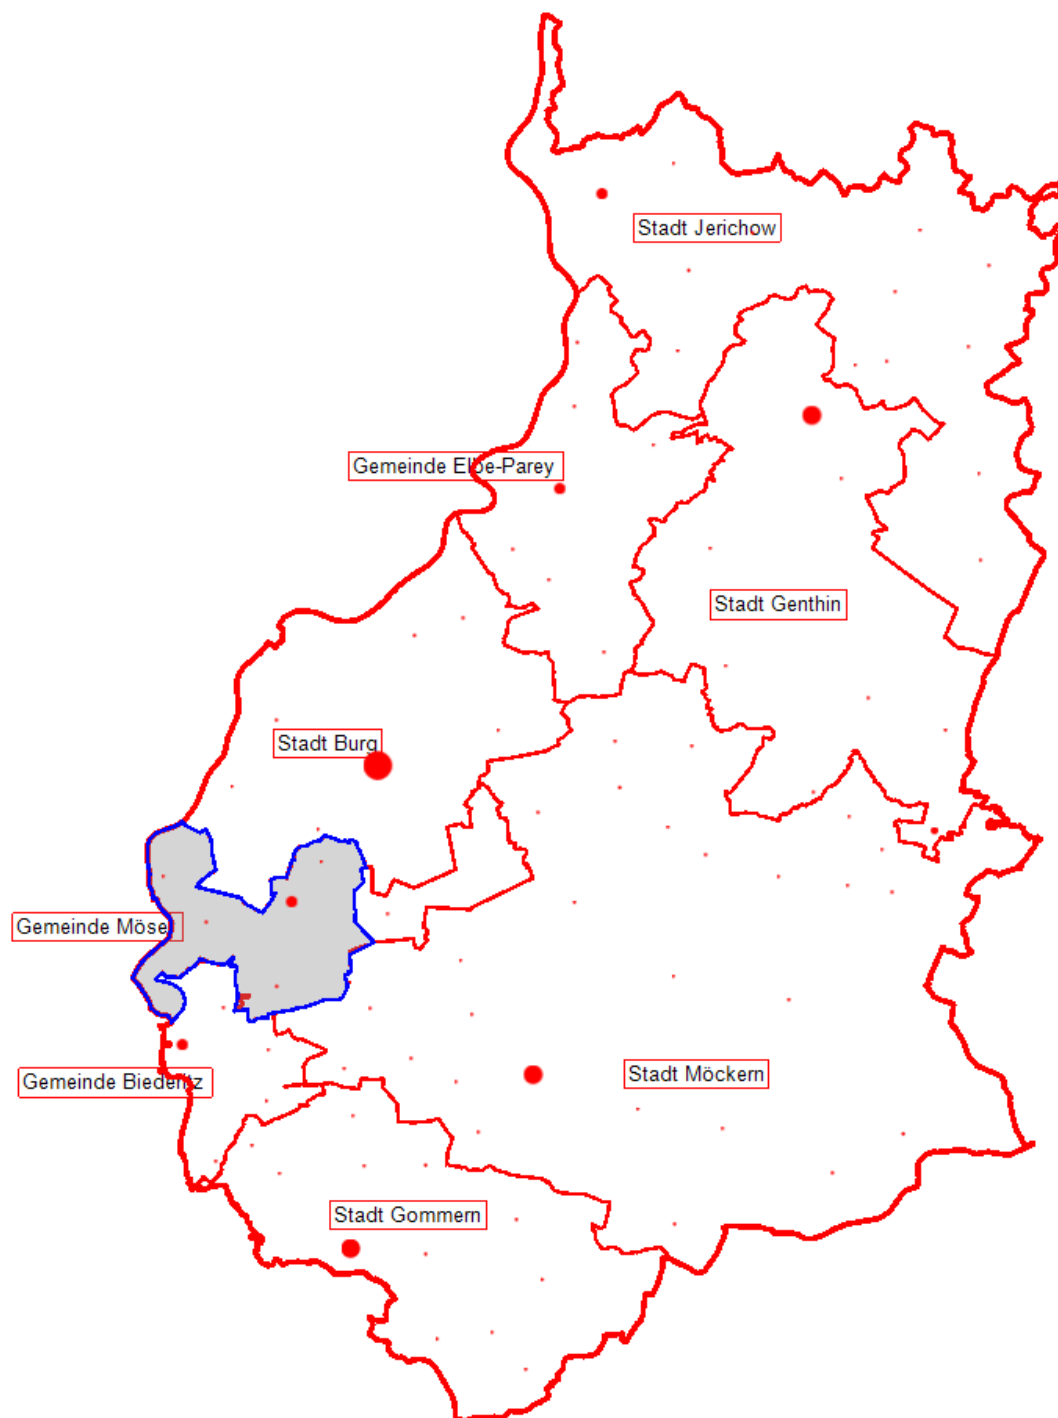 Stadt Jerichow
Gemeinde Elbe-Parey
Stadt Genthin
Stadt Burg
Gemeinde Möser
Gemeinde Biederitz
Stadt Möckern
Stadt Gommern